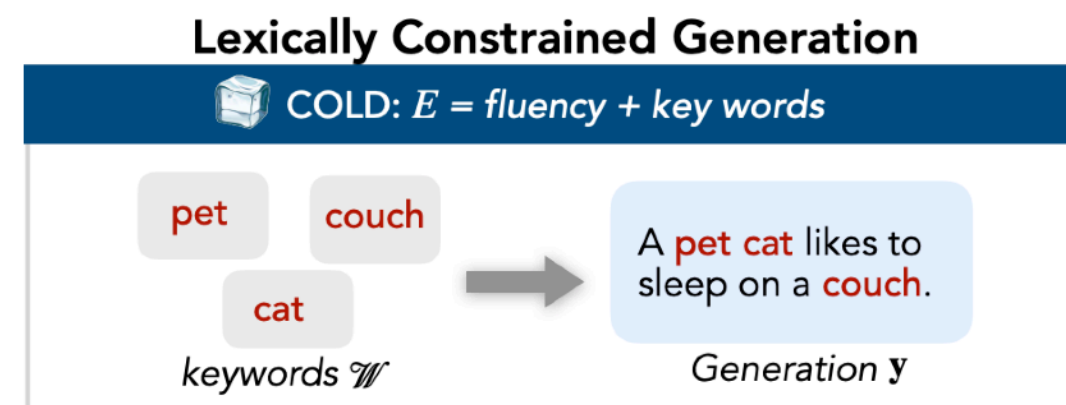 Lexically Constrained Generation
COLD: E = fluency + key words
pet
couch
cat
keywords 𝒲
A pet cat likes to
sleep on a couch.
Generation y